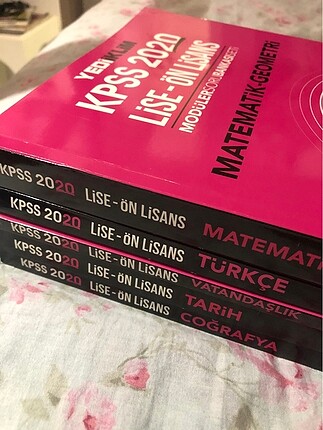 YEDİİKLİM
KPSS 2020
LİSE - ÖN LİSANS
MODÜLER SORU BANKASI SETİ
MATEMATİK-GEOMETRİ
KPSS 2020 LİSE - ÖN LİSANS MATEMATİK
KPSS 2020 LİSE - ÖN LİSANS TÜRKÇE
KPSS 2020 LİSE - ÖN LİSANS VATANDAŞLIK
KPSS 2020 LİSE - ÖN LİSANS TARİH
KPSS 2020 LİSE - ÖN LİSANS COĞRAFYA